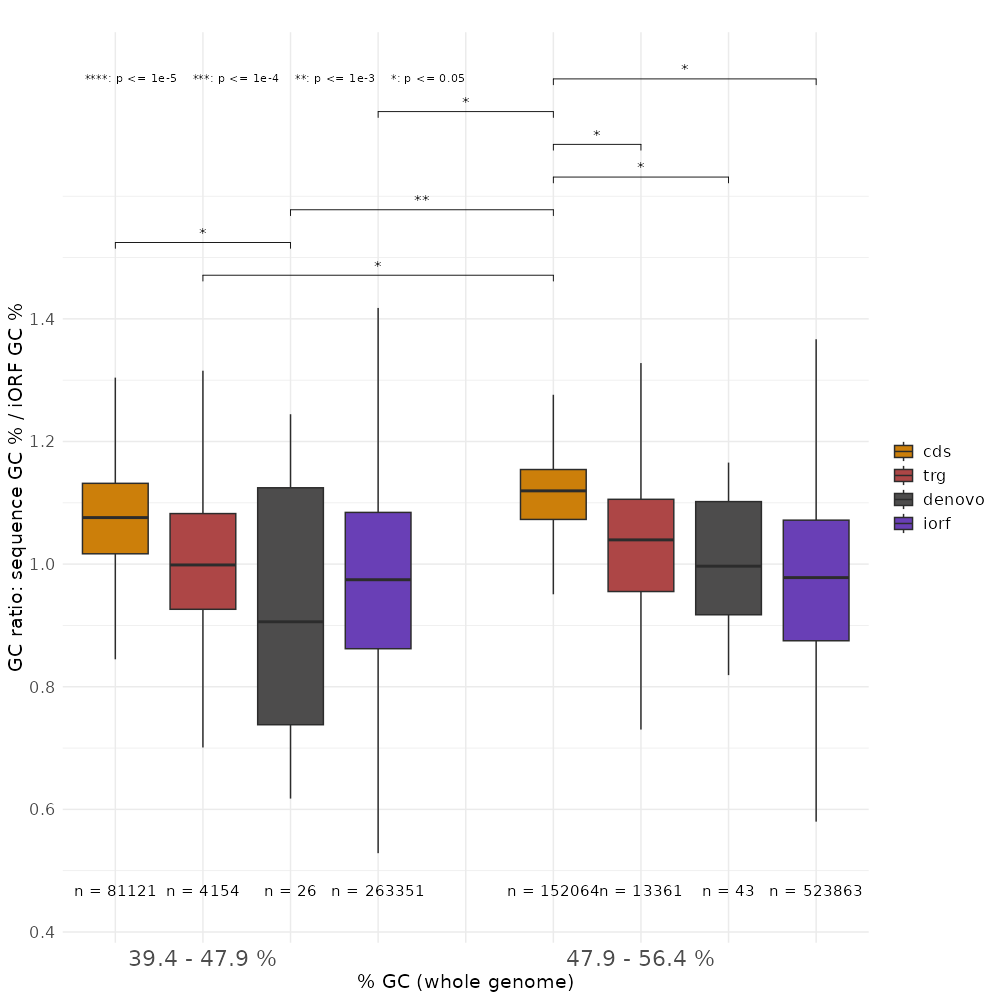 ****: p <= 1e-5 ***: p <= 1e-4 **: p <= 1e-3 *: p <= 0.05
*
*
*
*
**
*
*
GC ratio: sequence GC % / iORF GC %
1.4
1.2
1.0
0.8
0.6
0.4
cds
trg
denovo
iorf
n = 81121 n = 4154 n = 26 n = 263351 n = 152064 n = 13361 n = 43 n = 523863
39.4 - 47.9 % 47.9 - 56.4 %
% GC (whole genome)